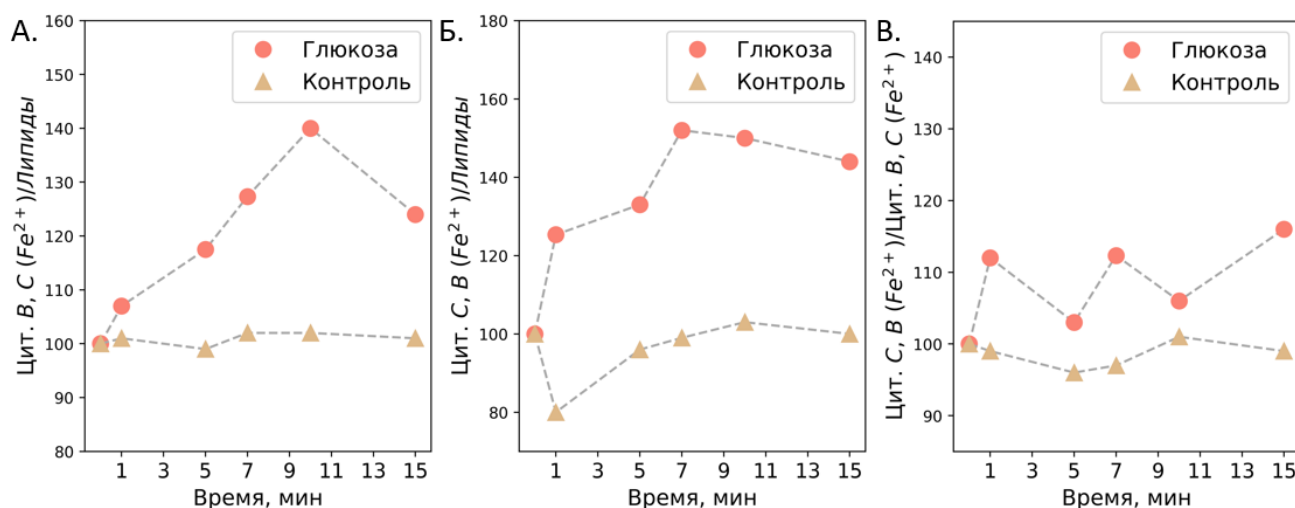 А.
Цит. B, C (Fe²⁺)/Липиды
160
150
140
130
120
110
100
90
80
Глюкоза
Контроль
1 3 5 7 9 11 13 15
Время, мин
Б.
Цит. C, B (Fe²⁺)/Липиды
180
160
140
120
100
80
Глюкоза
Контроль
1 3 5 7 9 11 13 15
Время, мин
В.
Цит. C, B (Fe²⁺)/Цит. B, C (Fe²⁺)
140
130
120
110
100
90
Глюкоза
Контроль
1 3 5 7 9 11 13 15
Время, мин